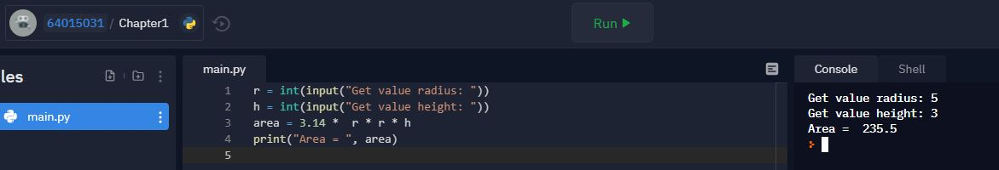 64015031 / Chapter1
Run
les
main.py
main.py
1 r = int(input("Get value radius: "))
2 h = int(input("Get value height: "))
3 area = 3.14 *  r * r * h
4 print("Area = ", area)
5
Console Shell
Get value radius: 5
Get value height: 3
Area =  235.5